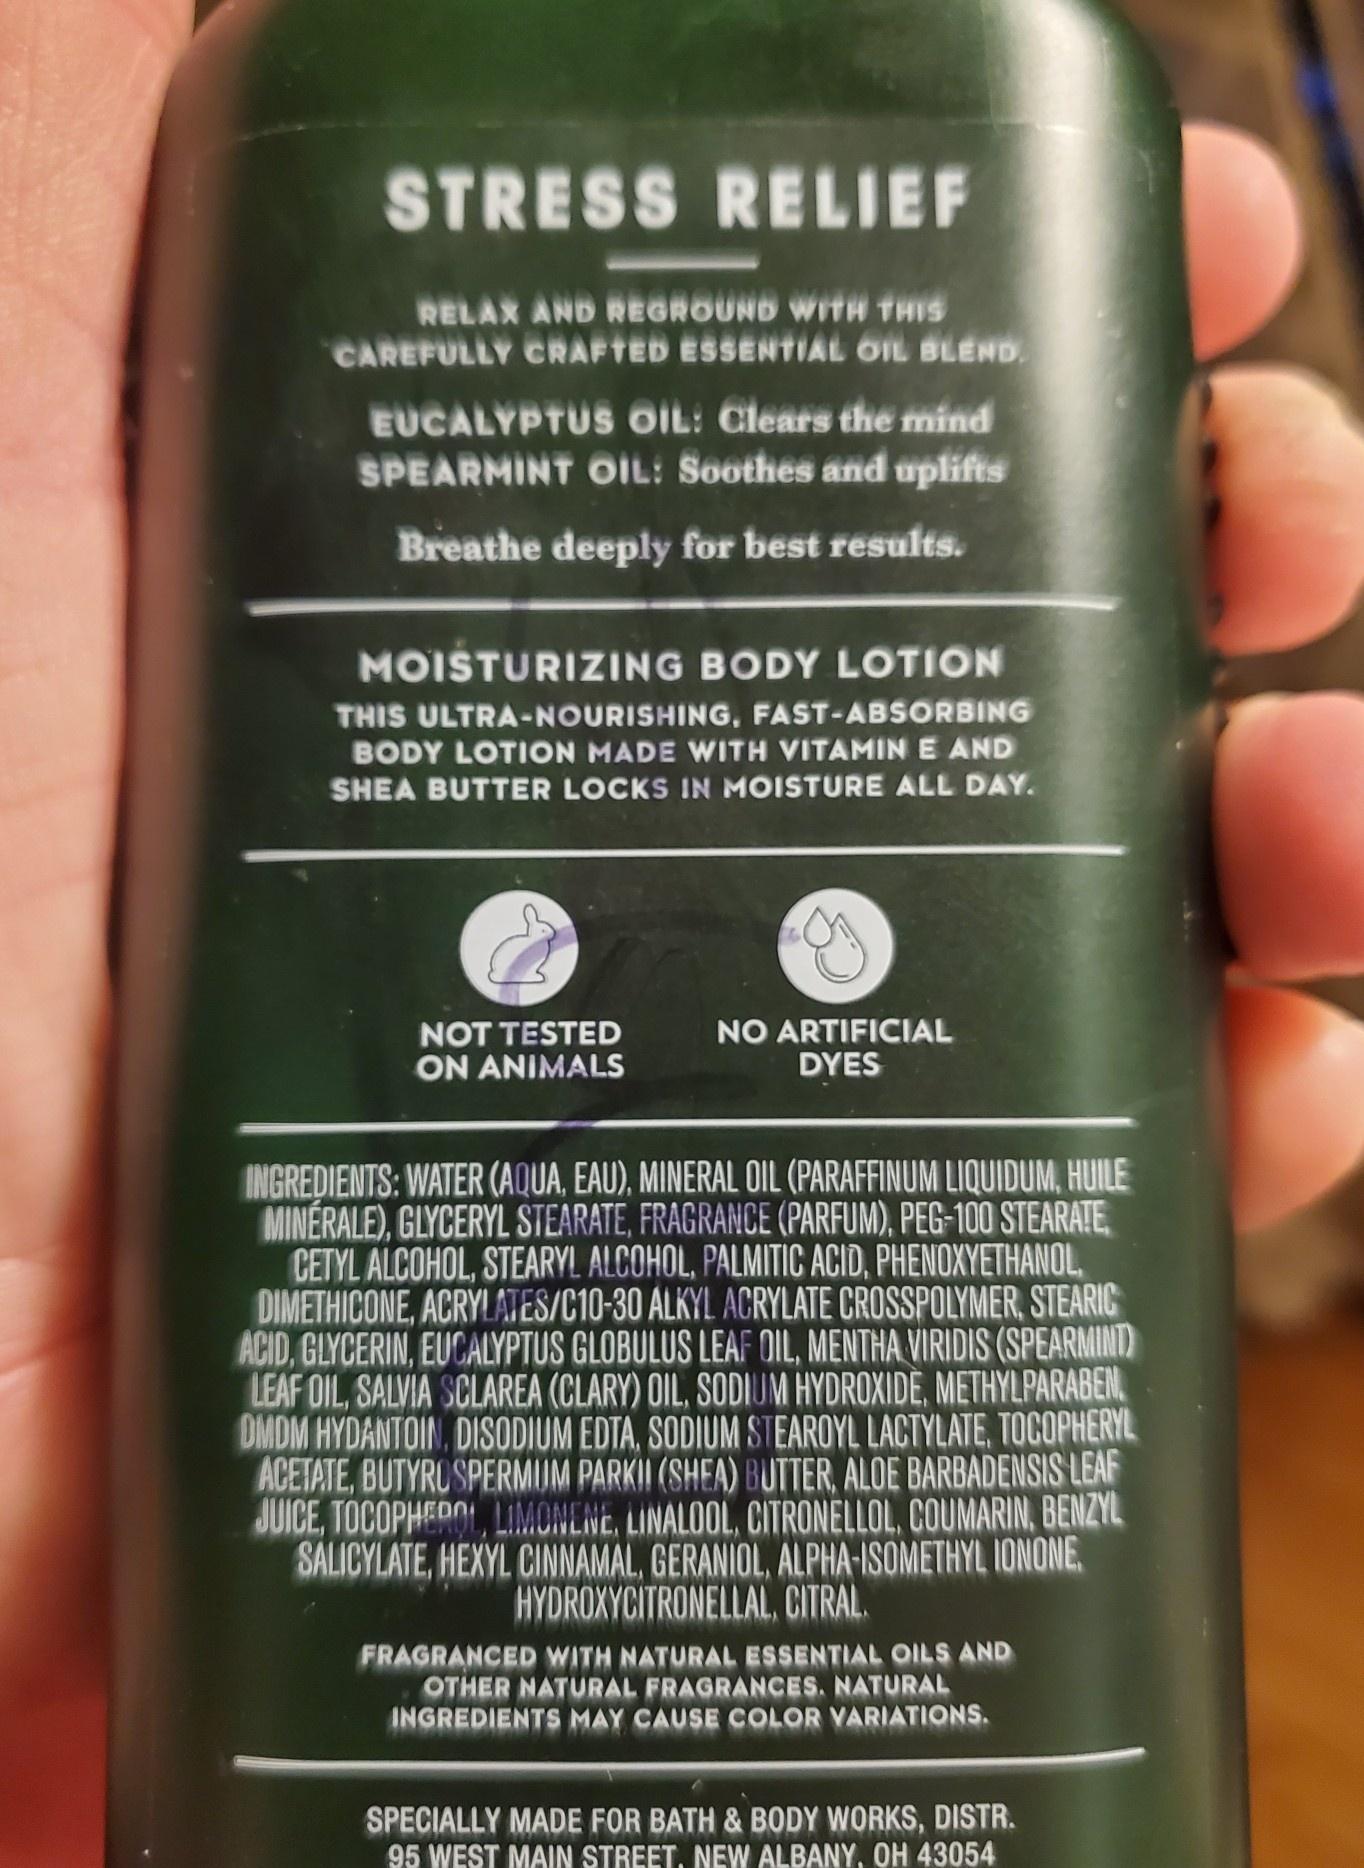 STRESS RELIEF
RELAX AND REGROUND WITH THIS
CAREFULLY CRAFTED ESSENTIAL OIL BLEND.
EUCALYPTUS OIL: Clears the mind
SPEARMINT OIL: Soothes and uplifts
Breathe deeply for best results.
MOISTURIZING BODY LOTION
THIS ULTRA-NOURISHING, FAST-ABSORBING
BODY LOTION MADE WITH VITAMIN E AND
SHEA BUTTER LOCKS IN MOISTURE ALL DAY.
NOT TESTED
ON ANIMALS
NO ARTIFICIAL
DYES
INGREDIENTS: WATER (AQUA, EAU), MINERAL OIL (PARAFFINUM LIQUIDUM, HUILE
MINÉRALE), GLYCERYL STEARATE, FRAGRANCE (PARFUM), PEG-100 STEARATE,
CETYL ALCOHOL, STEARYL ALCOHOL, PALMITIC ACID, PHENOXYETHANOL,
DIMETHICONE, ACRYLATES/C10-30 ALKYL ACRYLATE CROSSPOLYMER, STEARIC
ACID, GLYCERIN, EUCALYPTUS GLOBULUS LEAF OIL, MENTHA VIRIDIS (SPEARMINT)
LEAF OIL, SALVIA SCLAREA (CLARY) OIL, SODIUM HYDROXIDE, METHYLPARABEN,
DMDM HYDANTOIN, DISODIUM EDTA, SODIUM STEAROYL LACTYLATE, TOCOPHERYL
ACETATE, BUTYROSPERMUM PARKII (SHEA) BUTTER, ALOE BARBADENSIS LEAF
JUICE, TOCOPHEROL, LIMONENE, LINALOOL, CITRONELLOL, COUMARIN, BENZYL
SALICYLATE, HEXYL CINNAMAL, GERANIOL, ALPHA-ISOMETHYL IONONE,
HYDROXYCITRONELLAL, CITRAL.
FRAGRANCED WITH NATURAL ESSENTIAL OILS AND
OTHER NATURAL FRAGRANCES. NATURAL
INGREDIENTS MAY CAUSE COLOR VARIATIONS.
SPECIALLY MADE FOR BATH & BODY WORKS, DISTR.
95 WEST MAIN STREET, NEW ALBANY, OH 43054